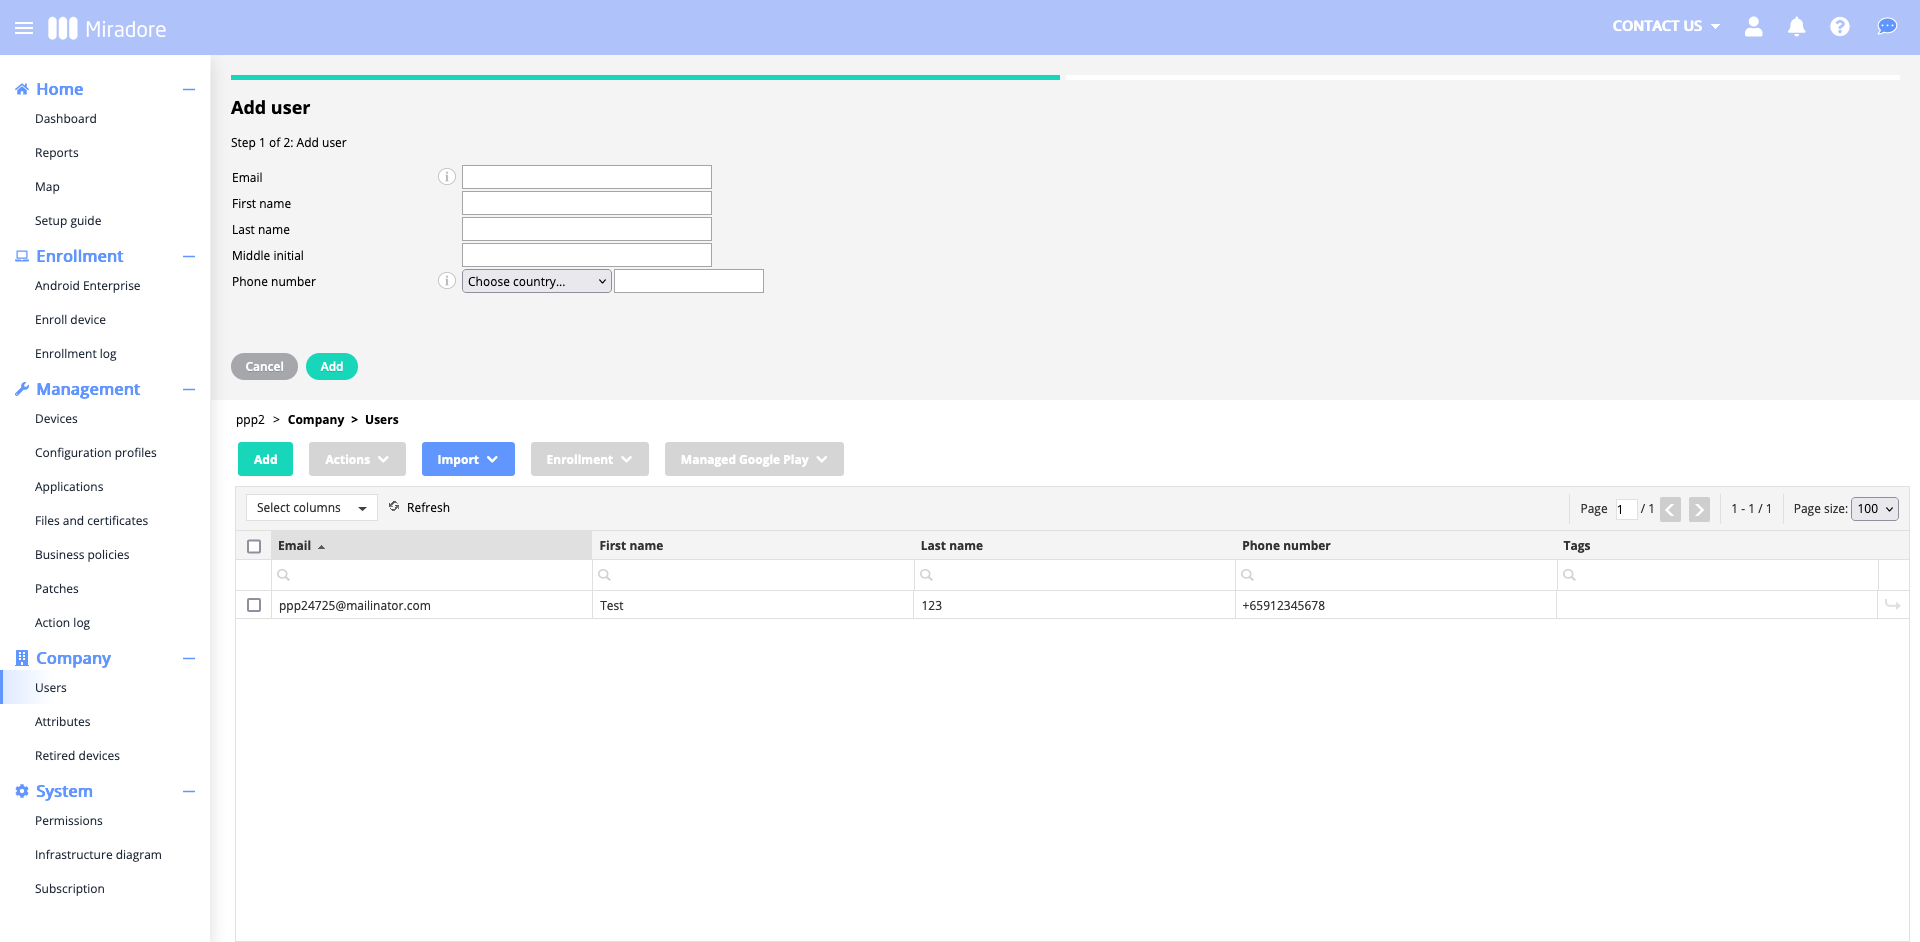 Miradore
CONTACT US
Home
Dashboard
Reports
Map
Setup guide
Enrollment
Android Enterprise
Enroll device
Enrollment log
Management
Devices
Configuration profiles
Applications
Files and certificates
Business policies
Patches
Action log
Company
Users
Attributes
Retired devices
System
Permissions
Infrastructure diagram
Subscription
Add user
Step 1 of 2: Add user
Email
First name
Last name
Middle initial
Phone number Choose country...
Cancel Add
ppp2 > Company > Users
Add Actions Import Enrollment Managed Google Play
Select columns Refresh Page 1 / 1 1 - 1 / 1 Page size: 100
Email First name Last name Phone number Tags
ppp24725@mailinator.com Test 123 +65912345678